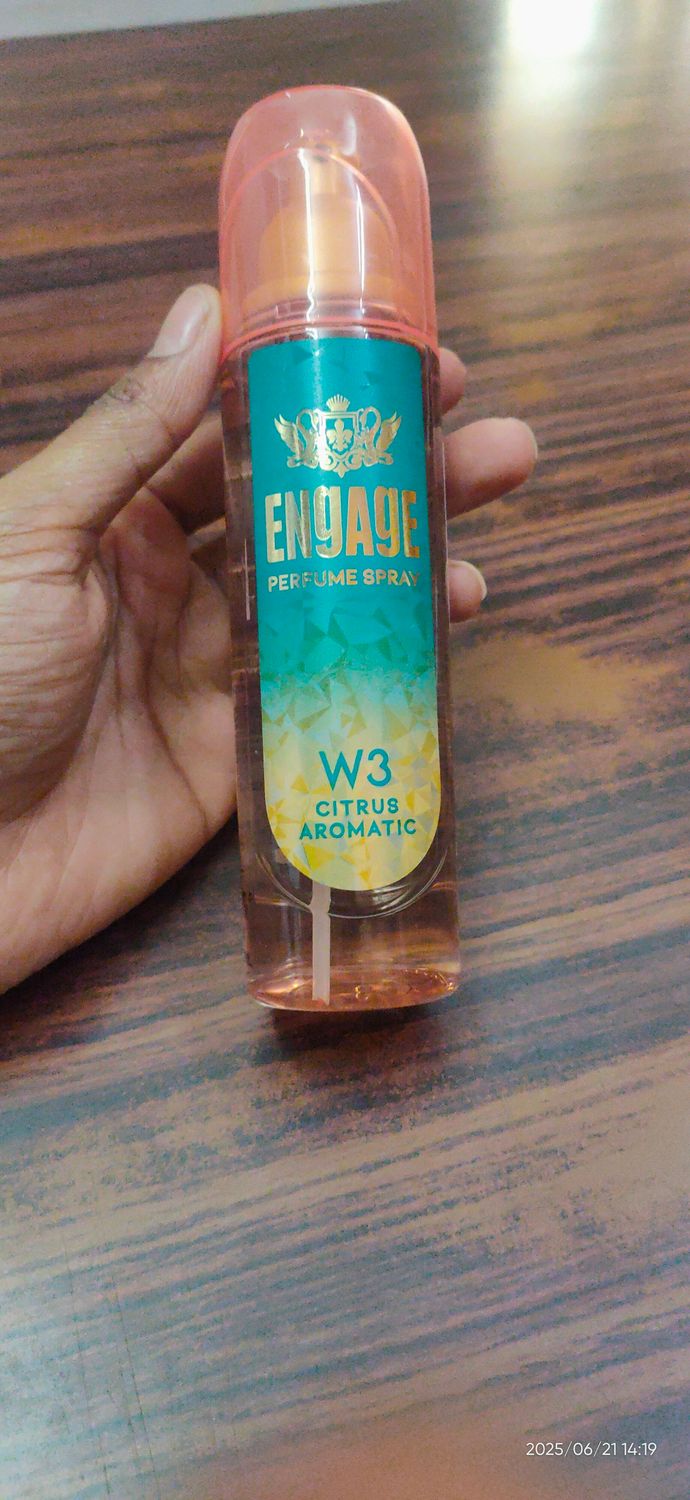 ENgAgE
PERFUME SPRAY
W3
CITRUS
AROMATIC
2025/06/21 14:19